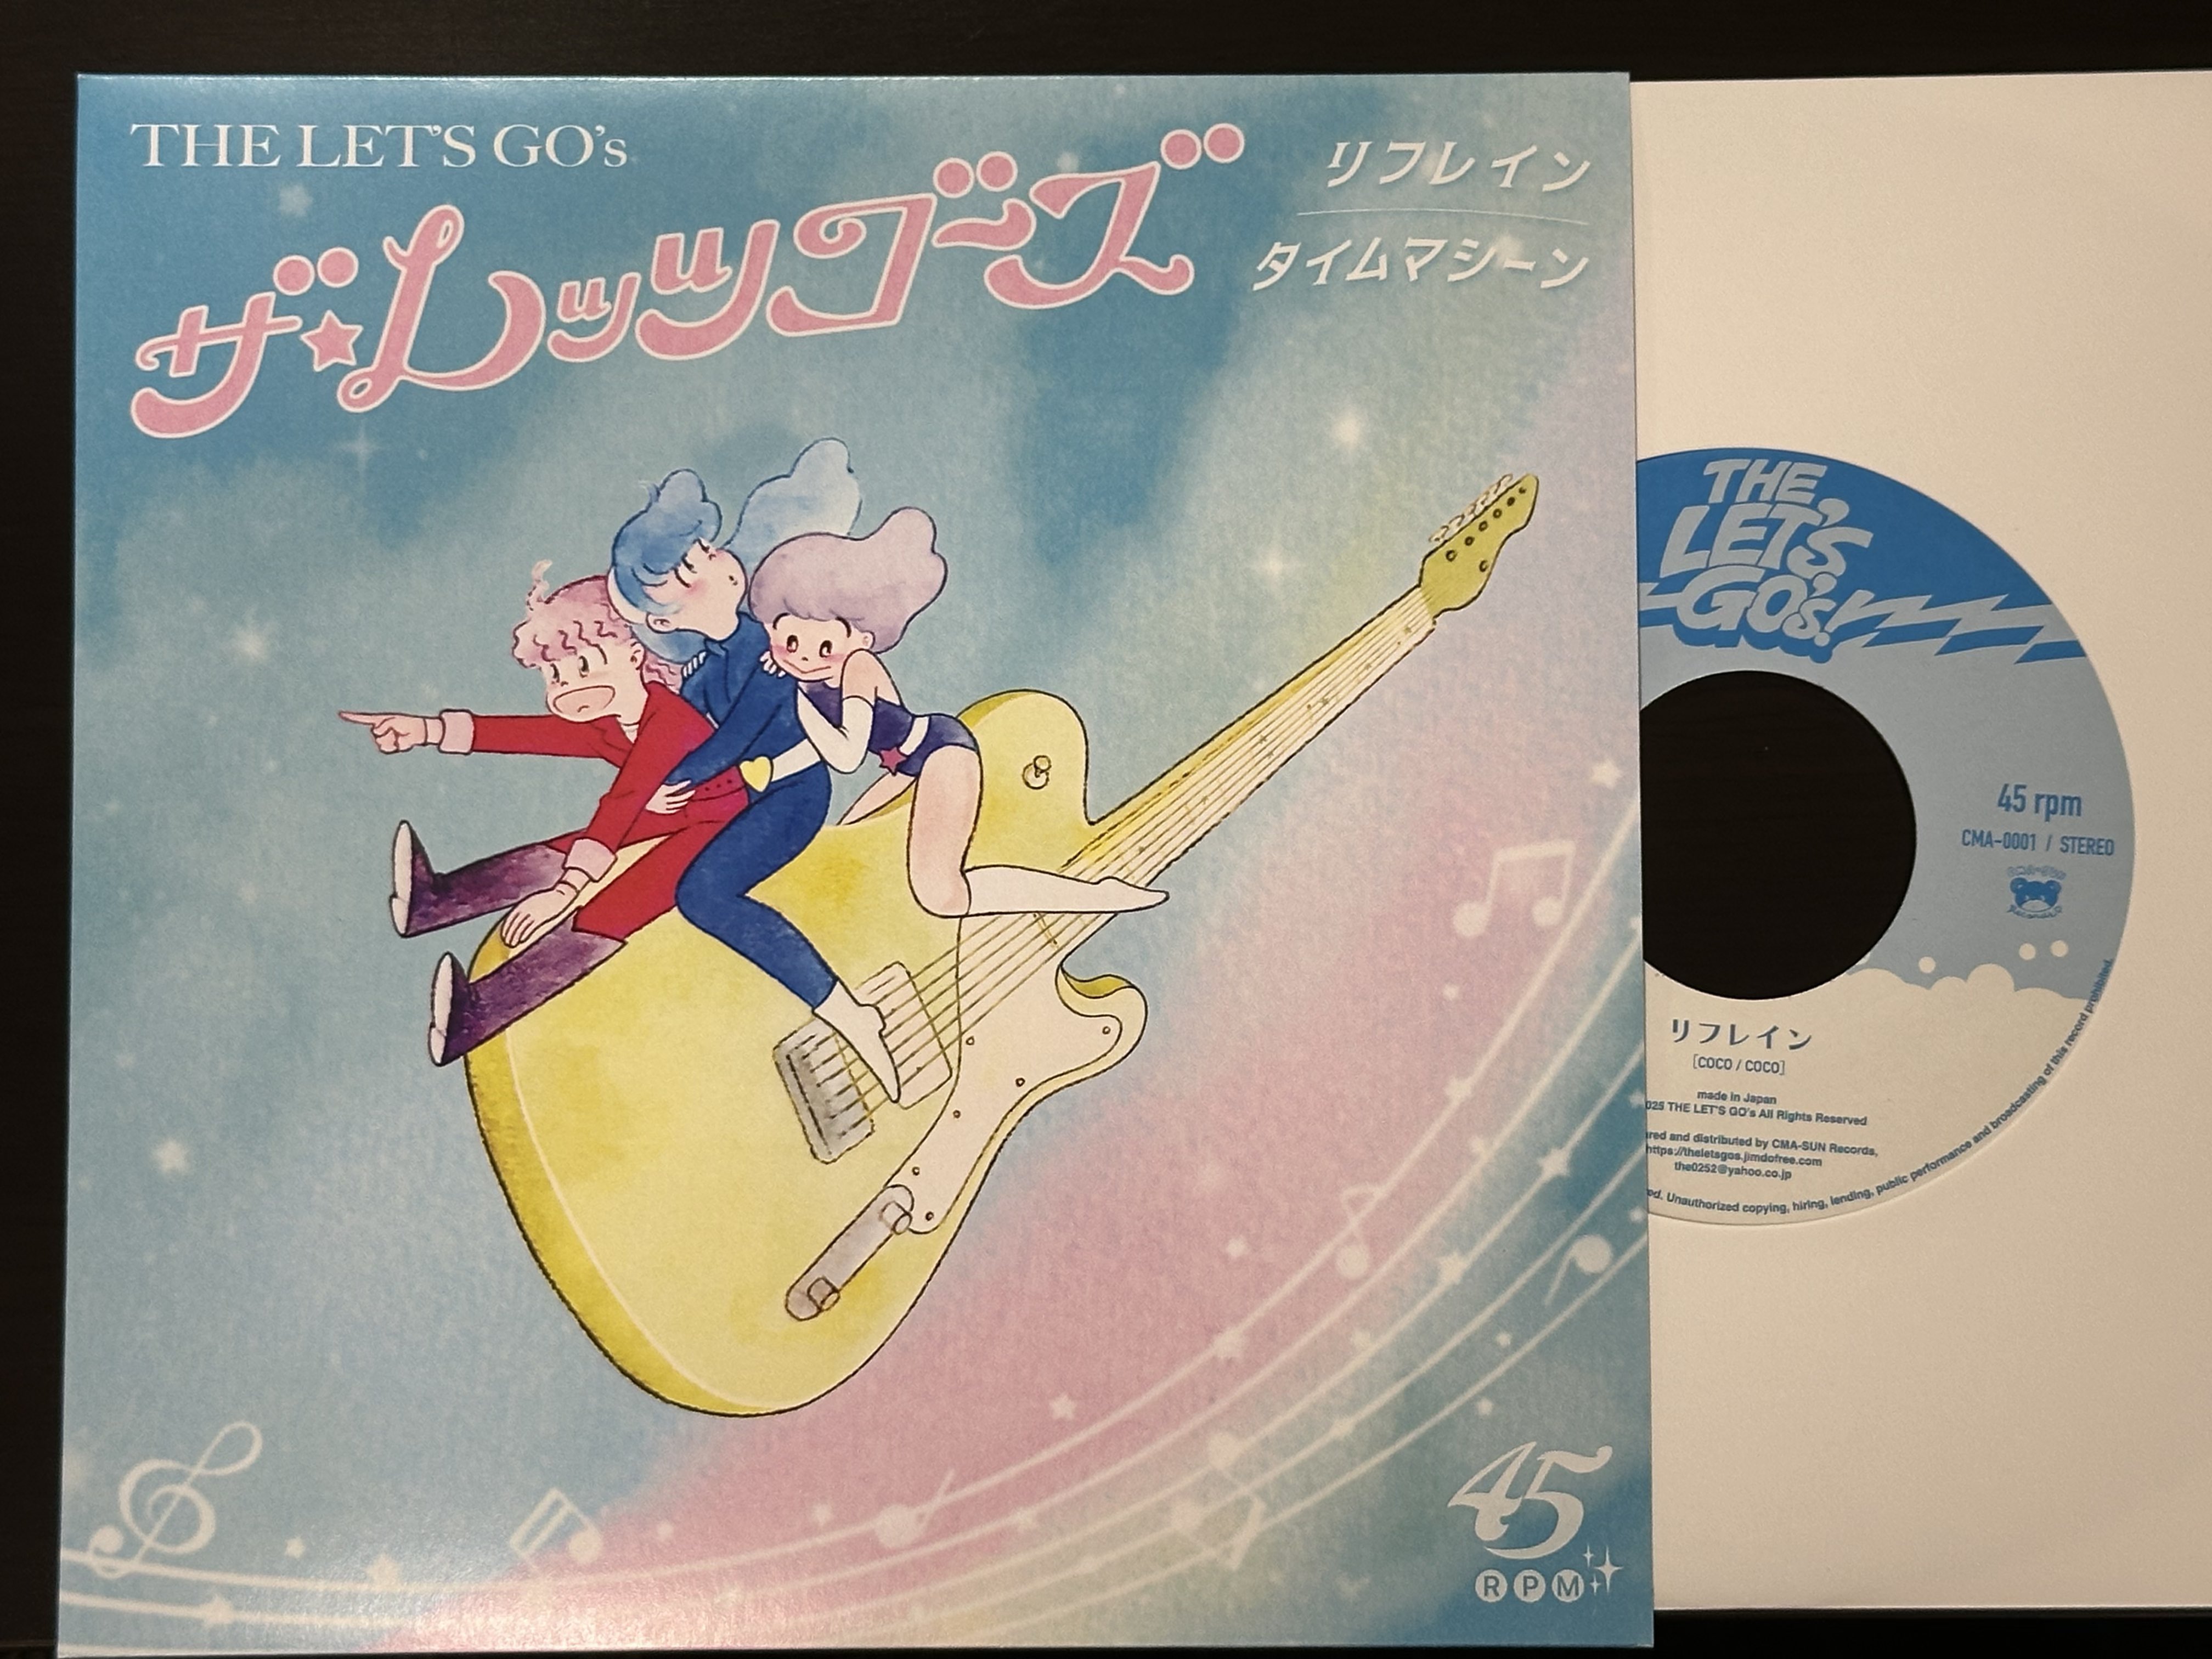 THE LET'S GO's
ザ★レッツゴーズ
リフレイン
タイムマシーン
45
RPM
THE
LET'S
GO's!
45 rpm
CMA-0001 / STEREO
リフレイン
[COCO / COCO]
made in Japan
025 THE LET'S GO's All Rights Reserved
red and distributed by CMA-SUN Records,
https://theletsgos.jimdofree.com
the0252@yahoo.co.jp
ed. Unauthorized copying, hiring, lending, public performance and broadcasting of this record prohibited.